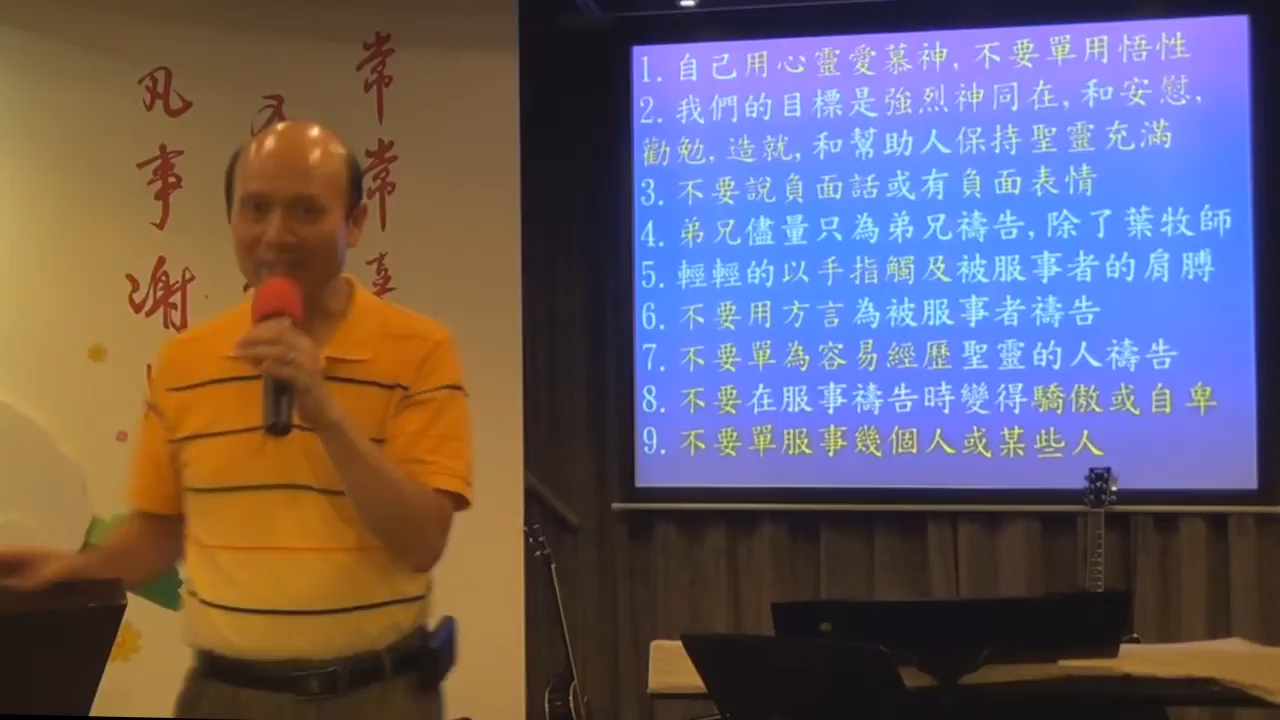 常常喜
凡事謝
1. 自己用心靈愛慕神, 不要單用悟性
2. 我們的目標是強烈神同在, 和安慰,
勸勉, 造就, 和幫助人保持聖靈充滿
3. 不要說負面話或有負面表情
4. 弟兄儘量只為弟兄禱告, 除了葉牧師
5. 輕輕的以手指觸及被服事者的肩膊
6. 不要用方言為被服事者禱告
7. 不要單為容易經歷聖靈的人禱告
8. 不要在服事禱告時變得驕傲或自卑
9. 不要單服事幾個人或某些人